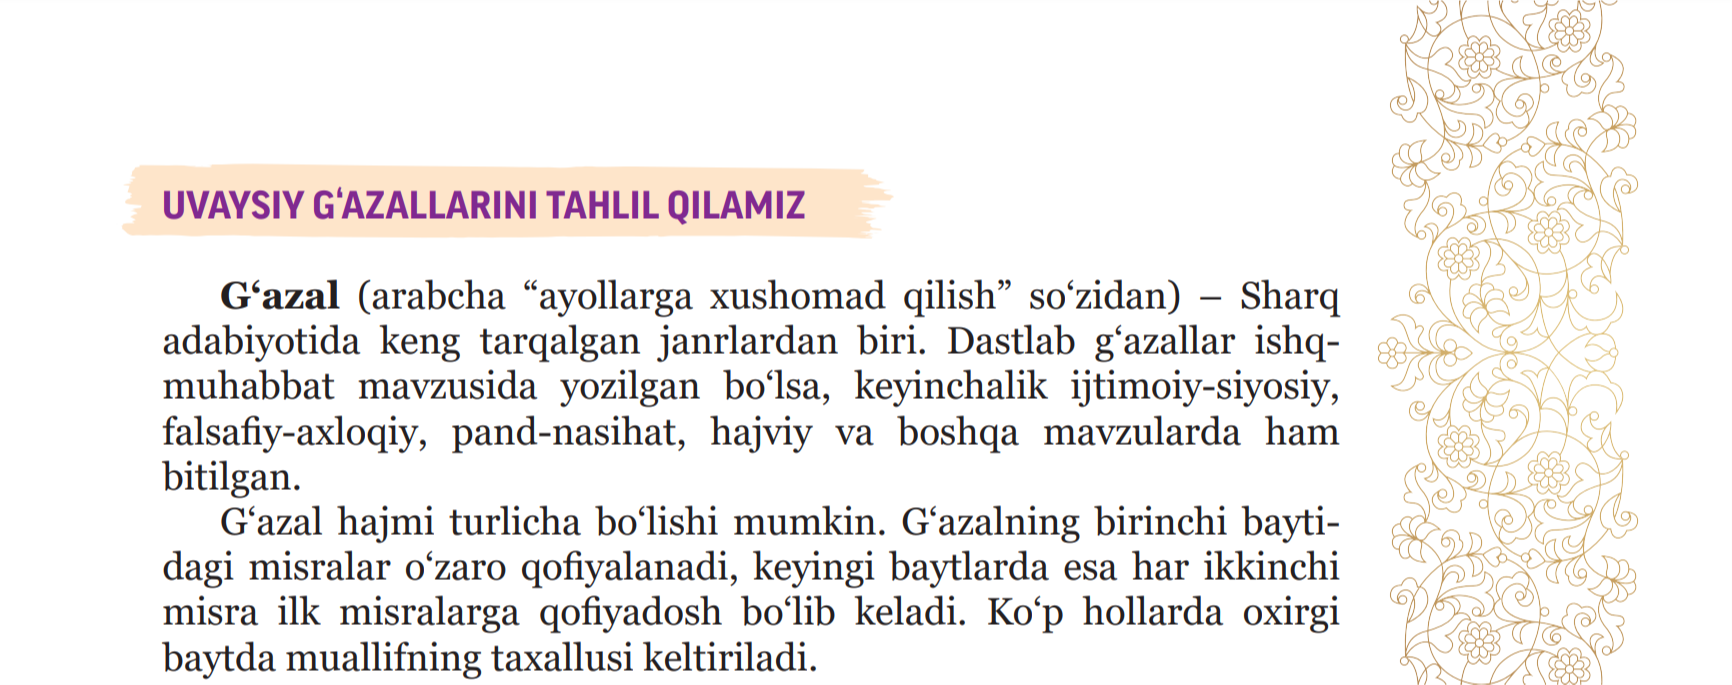 UVAYSIY G‘AZALLARINI TAHLIL QILAMIZ
G‘azal (arabcha “ayollarga xushomad qilish” so‘zidan) – Sharq
adabiyotida keng tarqalgan janrlardan biri. Dastlab g‘azallar ishq-
muhabbat mavzusida yozilgan bo‘lsa, keyinchalik ijtimoiy-siyosiy,
falsafiy-axloqiy, pand-nasihat, hajviy va boshqa mavzularda ham
bitilgan.
G‘azal hajmi turlicha bo‘lishi mumkin. G‘azalning birinchi bayti-
dagi misralar o‘zaro qofiyalanadi, keyingi baytlarda esa har ikkinchi
misra ilk misralarga qofiyadosh bo‘lib keladi. Ko‘p hollarda oxirgi
baytda muallifning taxallusi keltiriladi.